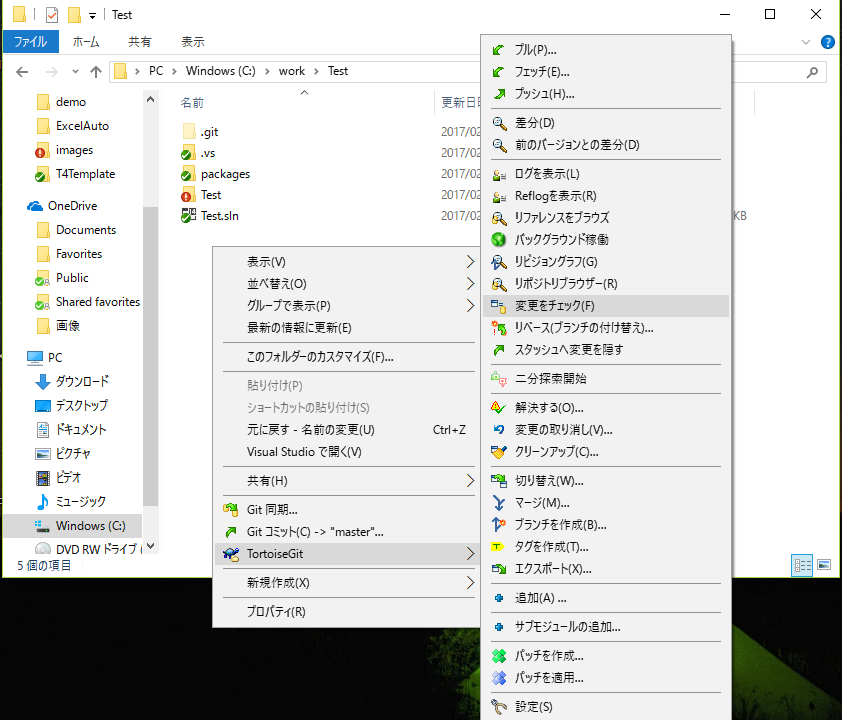 Test
ファイル ホーム 共有 表示
PC Windows (C:) work Test
demo
ExcelAuto
images
T4Template
OneDrive
Documents
Favorites
Public
Shared favorites
画像
PC
ダウンロード
デスクトップ
ドキュメント
ピクチャ
ビデオ
ミュージック
Windows (C:)
DVD RW ドライブ (
5 個の項目
名前 更新日
.git 2017/02
.vs 2017/02
packages 2017/02
Test 2017/02
Test.sln 2017/02 KB
表示(V)
並べ替え(O)
グループで表示(P)
最新の情報に更新(E)
このフォルダーのカスタマイズ(F)...
貼り付け(P)
ショートカットの貼り付け(S)
元に戻す - 名前の変更(U) Ctrl+Z
Visual Studio で開く(V)
共有(H)
Git 同期...
Git コミット(C) -> "master"...
TortoiseGit
新規作成(X)
プロパティ(R)
プル(P)...
フェッチ(E)...
プッシュ(H)...
差分(D)
前のバージョンとの差分(D)
ログを表示(L)
Reflogを表示(R)
リファレンスをブラウズ
バックグラウンド稼働
リビジョングラフ(G)
リポジトリブラウザー(R)
変更をチェック(F)
リベース(ブランチの付け替え)...
スタッシュへ変更を隠す
二分探索開始
解決する(O)...
変更の取り消し(V)...
クリーンアップ(C)...
切り替え(W)...
マージ(M)...
ブランチを作成(B)...
タグを作成(T)...
エクスポート(X)...
追加(A) ...
サブモジュールの追加...
パッチを作成...
パッチを適用...
設定(S)